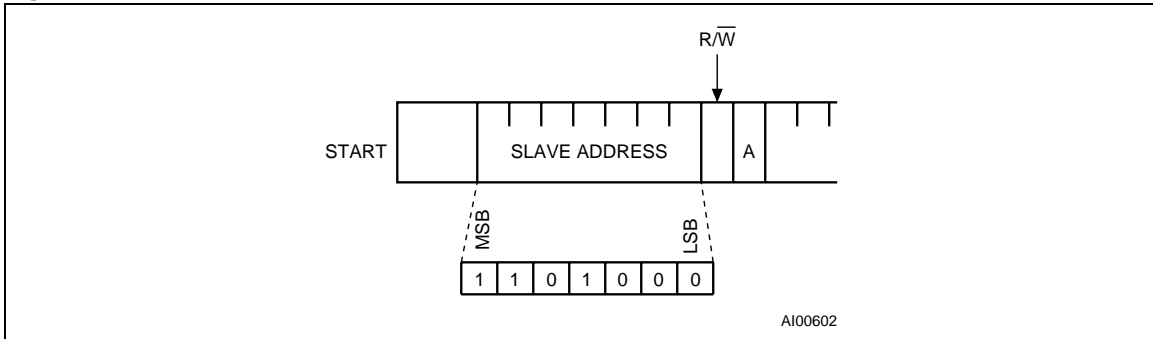 R/W̅
START
SLAVE ADDRESS
A
MSB
LSB
1 1 0 1 0 0 0
AI00602